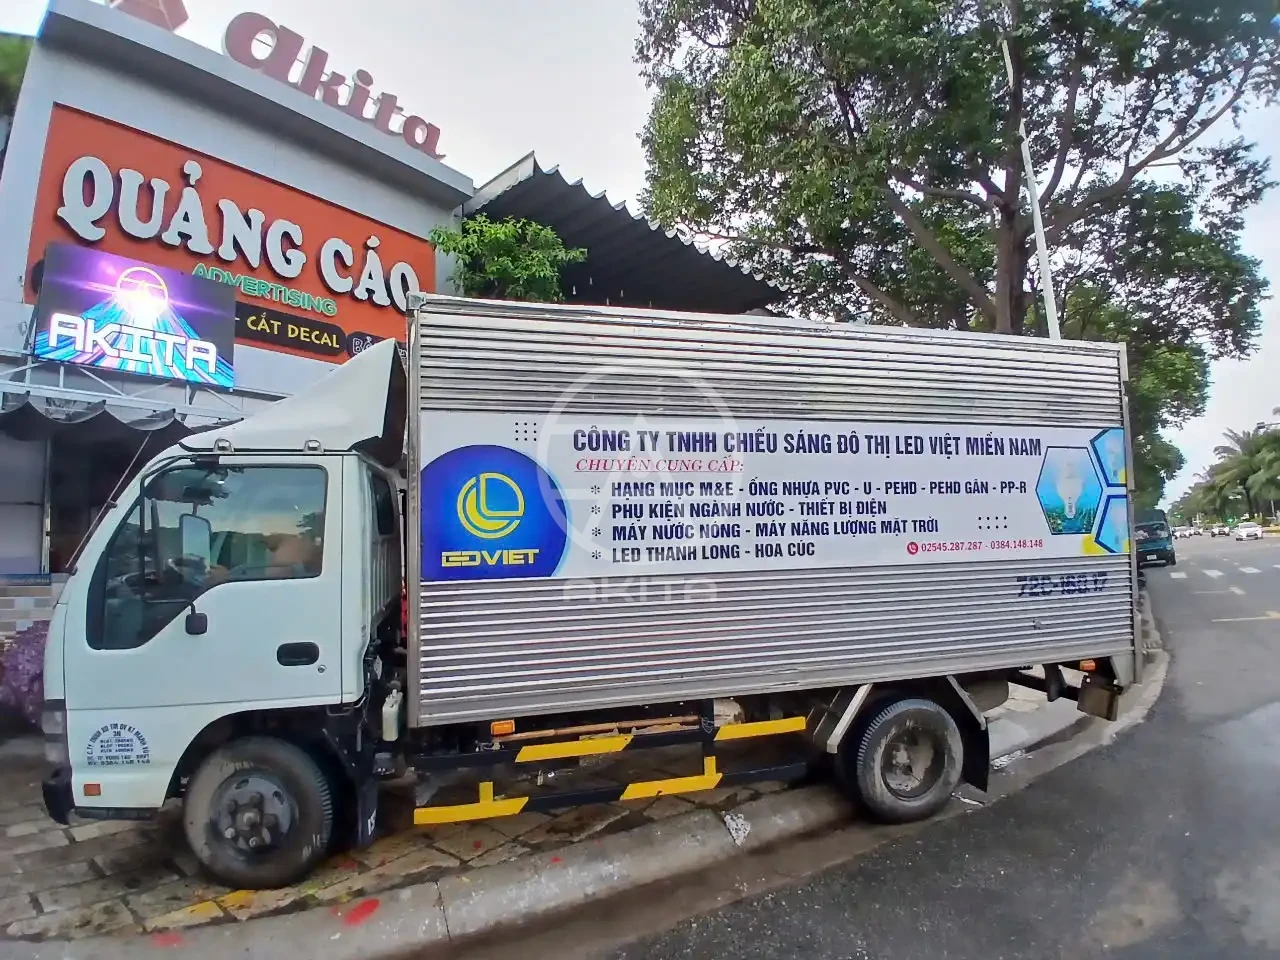 akita
QUẢNG CÁO
ADVERTISING
CẮT DECAL
AKITA
CÔNG TY TNHH CHIẾU SÁNG ĐÔ THỊ LED VIỆT MIỀN NAM
CHUYÊN CUNG CẤP:
* HẠNG MỤC M&E - ỐNG NHỰA PVC - U - PEHD - PEHD GÂN - PP-R
* PHỤ KIỆN NGÀNH NƯỚC - THIẾT BỊ ĐIỆN
* MÁY NƯỚC NÓNG - MÁY NĂNG LƯỢNG MẶT TRỜI
* LED THANH LONG - HOA CÚC
02545.287.287 - 0384.148.148
LEDVIET
AKITA